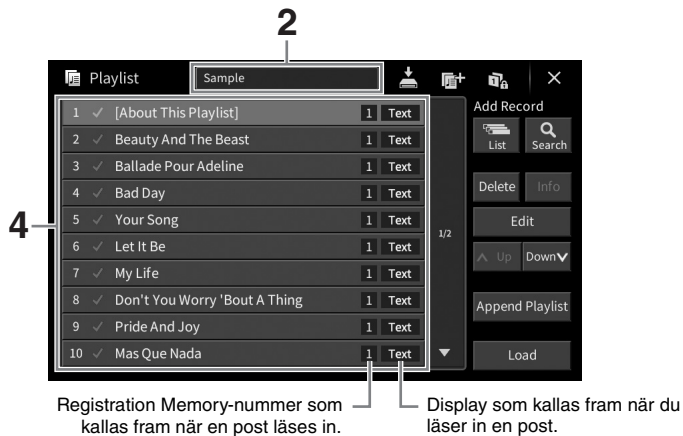 2
Playlist Sample
Add Record
1 [About This Playlist] 1 Text
List Search
2 Beauty And The Beast 1 Text
3 Ballade Pour Adeline 1 Text
4 Bad Day 1 Text
Delete Info
4
5 Your Song 1 Text
Edit
1/2
6 Let It Be 1 Text
Up Down
7 My Life 1 Text
8 Don't You Worry 'Bout A Thing 1 Text
Append Playlist
9 Pride And Joy 1 Text
10 Mas Que Nada 1 Text
Load
Registration Memory-nummer som
kallas fram när en post läses in.
Display som kallas fram när du
läser in en post.